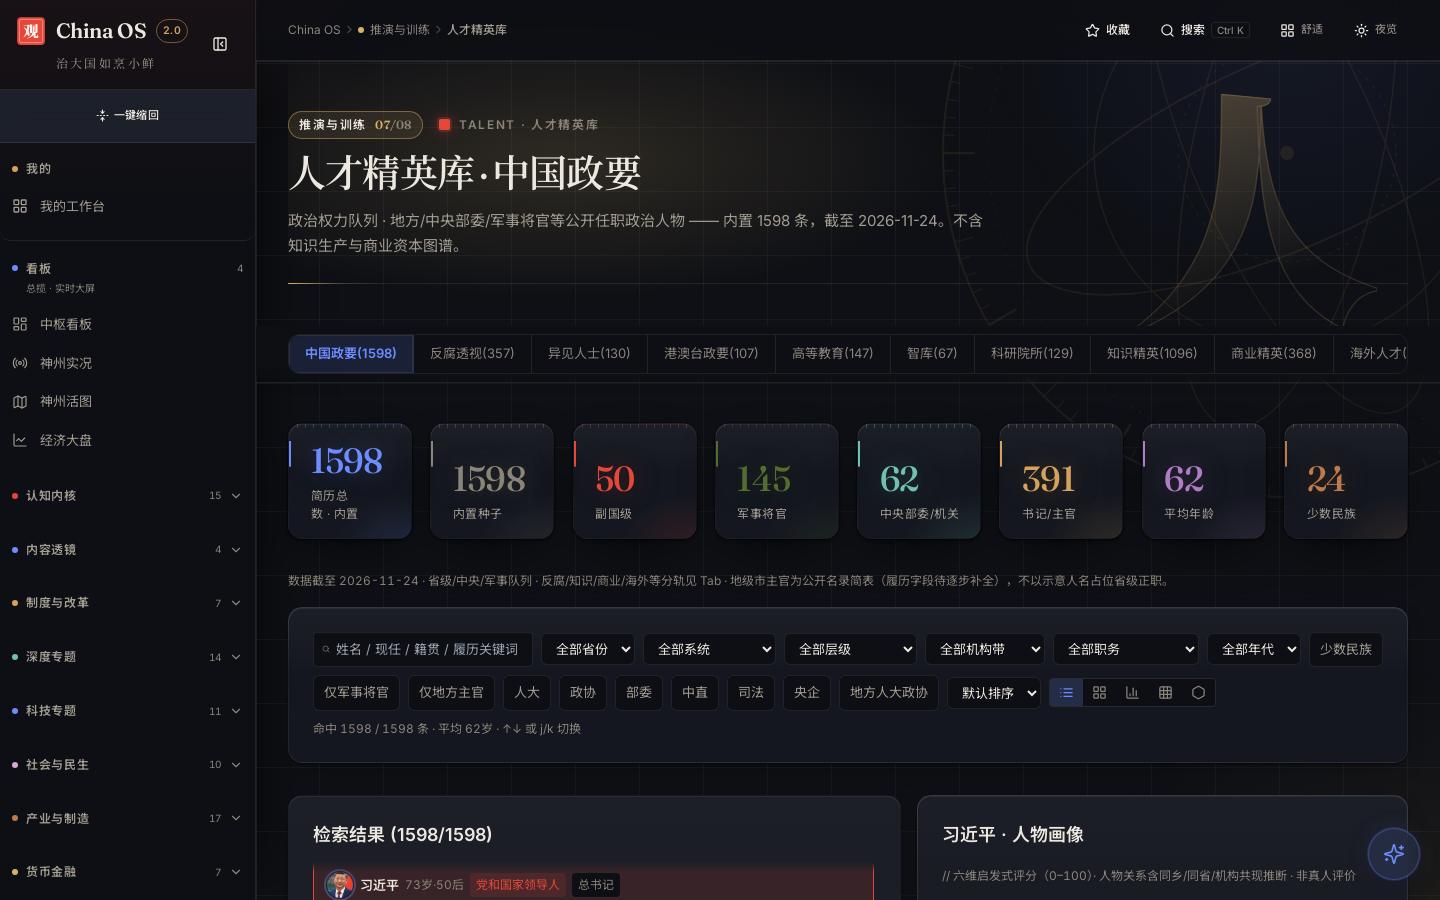 观 China OS 2.0
治大国如烹小鲜
一键缩回
我的
我的工作台
看板 4
总揽 · 实时大屏
中枢看板
神州实况
神州活图
经济大盘
认知内核 15
内容透镜 4
制度与改革 7
深度专题 14
科技专题 11
社会与民生 10
产业与制造 17
货币金融 7
China OS > 推演与训练 > 人才精英库
收藏 搜索 Ctrl K 舒适 夜览
推演与训练 07/08 TALENT · 人才精英库
人才精英库·中国政要
政治权力队列 · 地方/中央部委/军事将官等公开任职政治人物 —— 内置 1598 条，截至 2026-11-24。不含
知识生产与商业资本图谱。
人
中国政要(1598) 反腐透视(357) 异见人士(130) 港澳台政要(107) 高等教育(147) 智库(67) 科研院所(129) 知识精英(1096) 商业精英(368) 海外人才(
1598
简历总
数 · 内置
1598
内置种子
50
副国级
145
军事将官
62
中央部委/机关
391
书记/主官
62
平均年龄
24
少数民族
数据截至 2026-11-24 · 省级/中央/军事队列 · 反腐/知识/商业/海外等分轨见 Tab · 地级市主官为公开名录简表（履历字段待逐步补全），不以示意人名占位省级正职。
姓名 / 现任 / 籍贯 / 履历关键词 全部省份 全部系统 全部层级 全部机构带 全部职务 全部年代 少数民族
仅军事将官 仅地方主官 人大 政协 部委 中直 司法 央企 地方人大政协 默认排序
命中 1598 / 1598 条 · 平均 62岁 · ↑↓ 或 j/k 切换
检索结果 (1598/1598)
习近平 73岁·50后 党和国家领导人 总书记
习近平 · 人物画像
// 六维启发式评分（0–100）· 人物关系含同乡/同省/机构共现推断 · 非真人评价